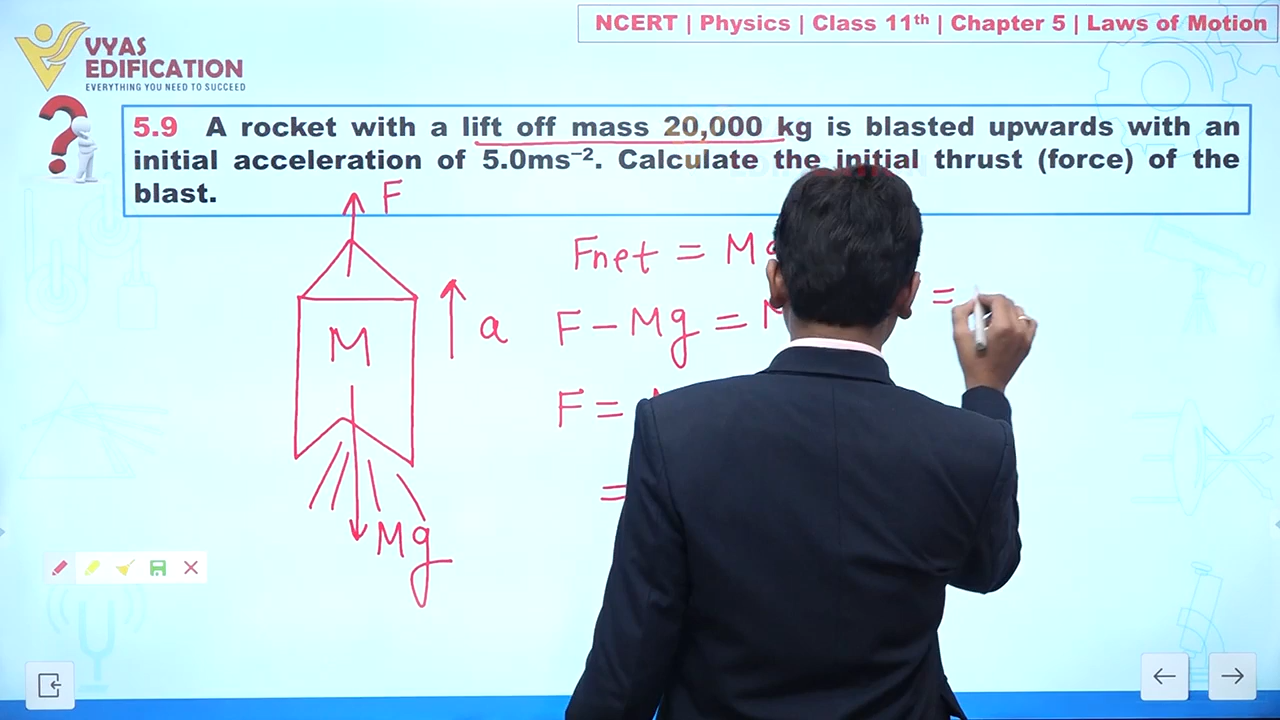 NCERT | Physics | Class 11th | Chapter 5 | Laws of Motion
VYAS
EDIFICATION
EVERYTHING YOU NEED TO SUCCEED
?
5.9 A rocket with a lift off mass 20,000 kg is blasted upwards with an
initial acceleration of 5.0ms⁻². Calculate the initial thrust (force) of the
blast.
F
Fnet = M
M
a
F - Mg =
=
F =
=
Mg